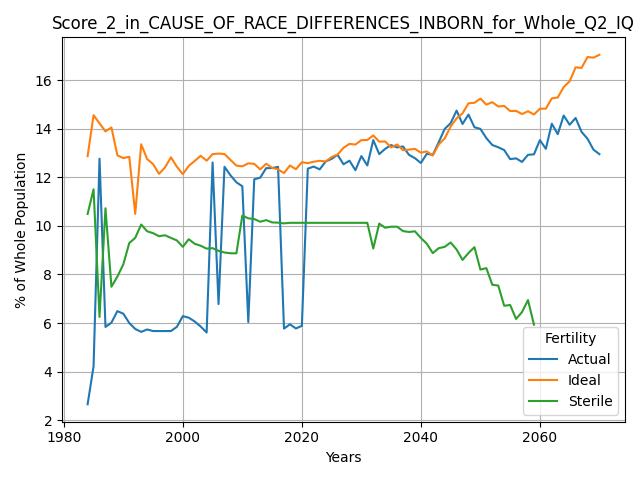 Score_2_in_CAUSE_OF_RACE_DIFFERENCES_INBORN_for_Whole_Q2_IQ
% of Whole Population
16
14
12
10
8
6
4
2
1980
2000
2020
2040
2060
Years
Fertility
Actual
Ideal
Sterile